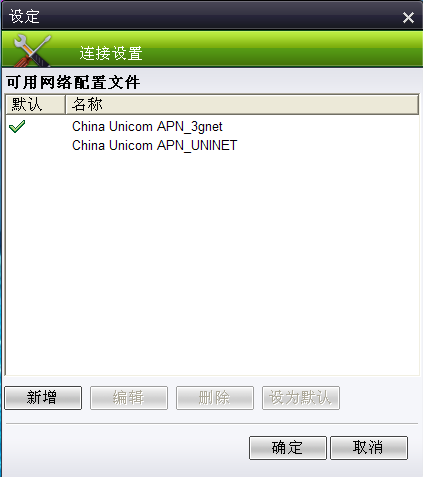 设定
连接设置
可用网络配置文件
默认 名称
China Unicom APN_3gnet
China Unicom APN_UNINET
新增 编辑 删除 设为默认
确定 取消